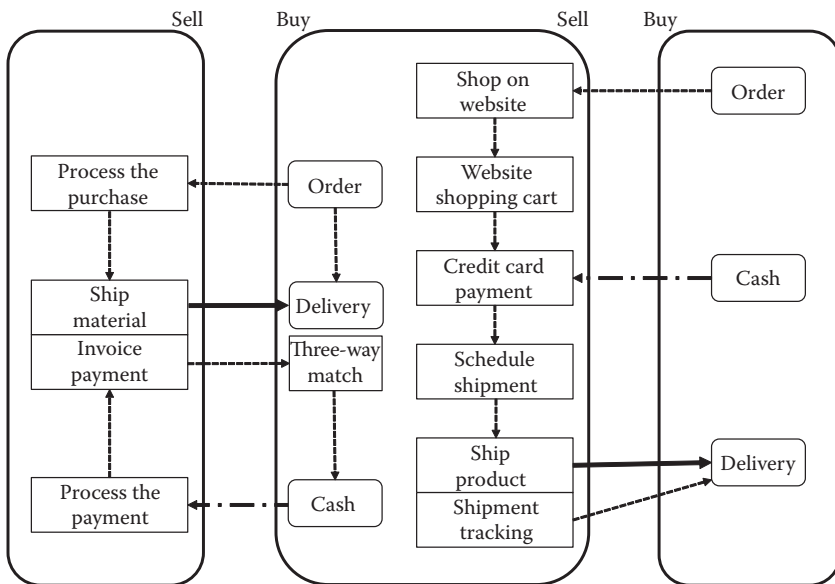 Sell
Buy
Sell
Buy
Process the
purchase
Ship
material
Invoice
payment
Process the
payment
Order
Delivery
Three-way
match
Cash
Shop on
website
Website
shopping cart
Credit card
payment
Schedule
shipment
Ship
product
Shipment
tracking
Order
Cash
Delivery